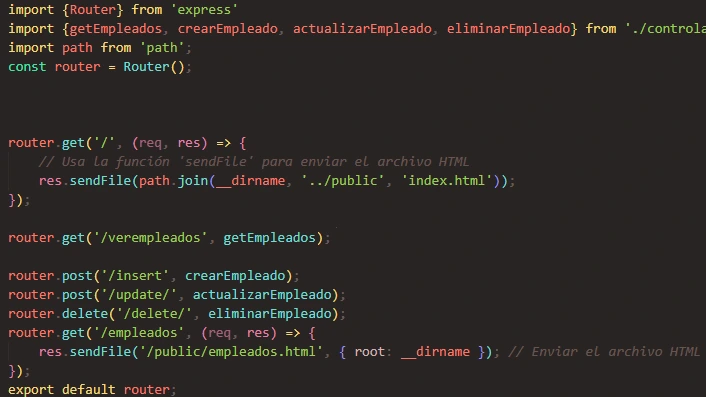 import {Router} from 'express'
import {getEmpleados, crearEmpleado, actualizarEmpleado, eliminarEmpleado} from './controla
import path from 'path';
const router = Router();
router.get('/', (req, res) => {
// Usa la función 'sendFile' para enviar el archivo HTML
res.sendFile(path.join(__dirname, '../public', 'index.html'));
});
router.get('/verempleados', getEmpleados);
router.post('/insert', crearEmpleado);
router.post('/update/', actualizarEmpleado);
router.delete('/delete/', eliminarEmpleado);
router.get('/empleados', (req, res) => {
res.sendFile('/public/empleados.html', { root: __dirname }); // Enviar el archivo HTML
});
export default router;